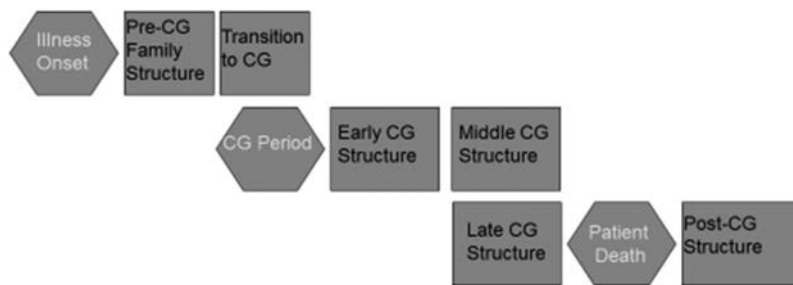 Illness
Onset
Pre-CG
Family
Structure
Transition
to CG
CG Period
Early CG
Structure
Middle CG
Structure
Late CG
Structure
Patient
Death
Post-CG
Structure